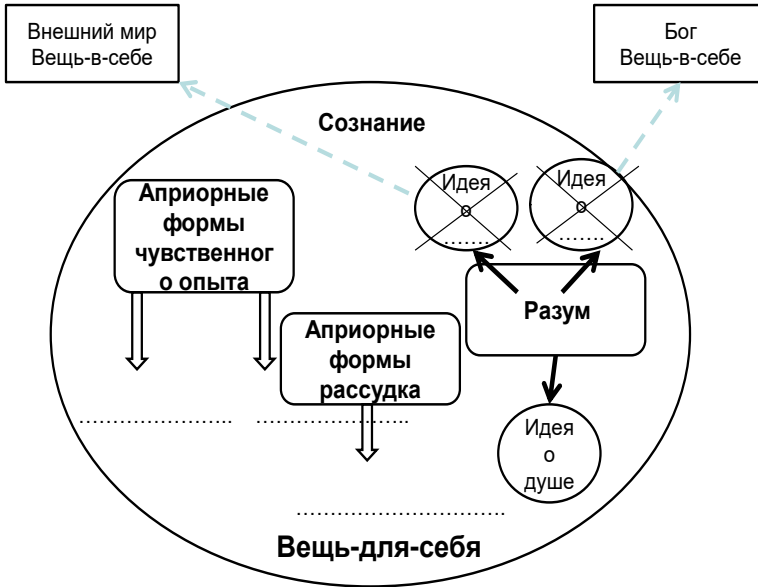 Внешний мир
Вещь-в-себе
Бог
Вещь-в-себе
Сознание
Идея
о
.......
Идея
о
.......
Априорные
формы
чувственног
о опыта
Разум
Априорные
формы
рассудка
..............................
..............................
Идея
о
душе
..........................................
Вещь-для-себя